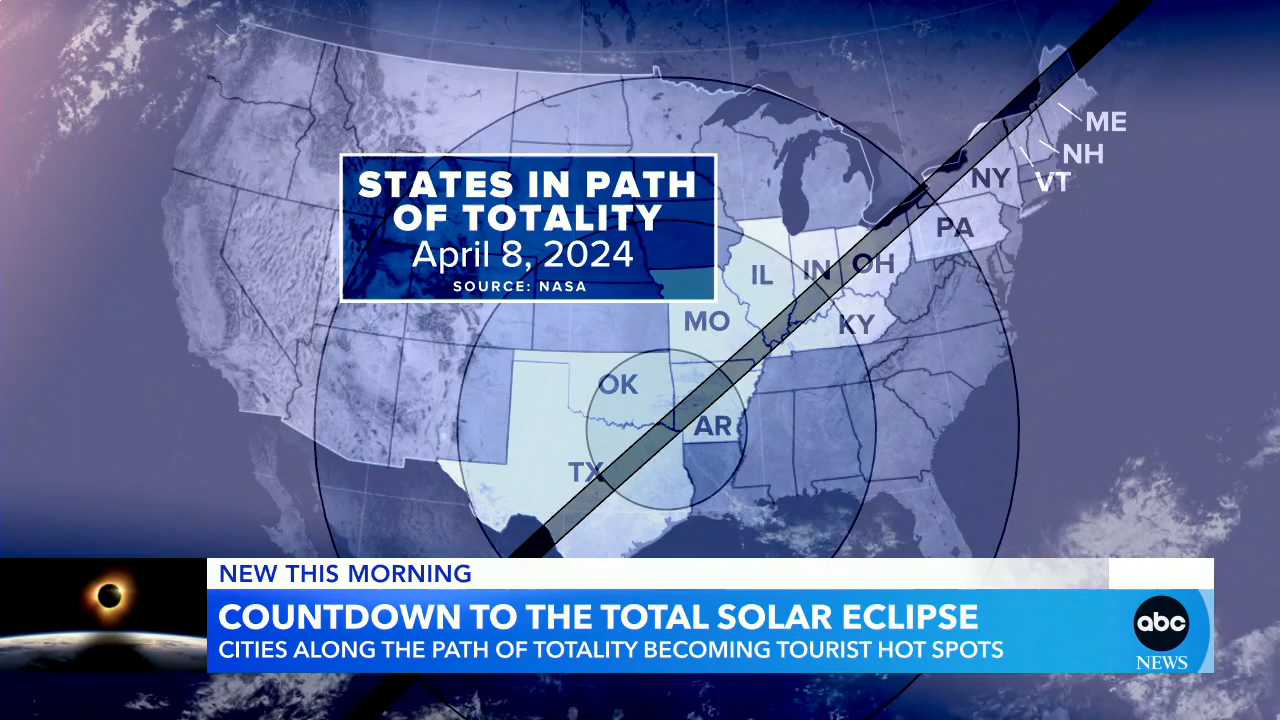 STATES IN PATH
OF TOTALITY
April 8, 2024
SOURCE: NASA
ME
NH
VT
NY
PA
OH
IN
IL
KY
MO
OK
AR
TX
NEW THIS MORNING
COUNTDOWN TO THE TOTAL SOLAR ECLIPSE
CITIES ALONG THE PATH OF TOTALITY BECOMING TOURIST HOT SPOTS
abc
NEWS